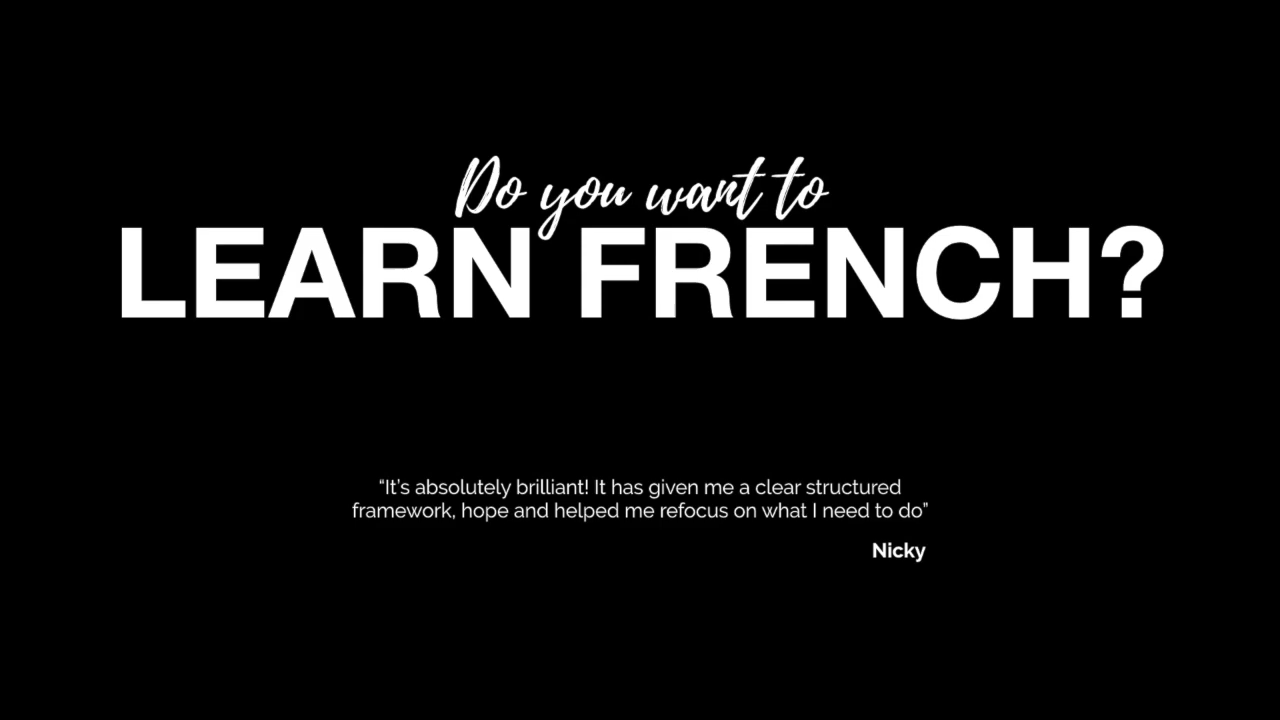 Do you want to
LEARN FRENCH?
“It’s absolutely brilliant! It has given me a clear structured
framework, hope and helped me refocus on what I need to do”
Nicky